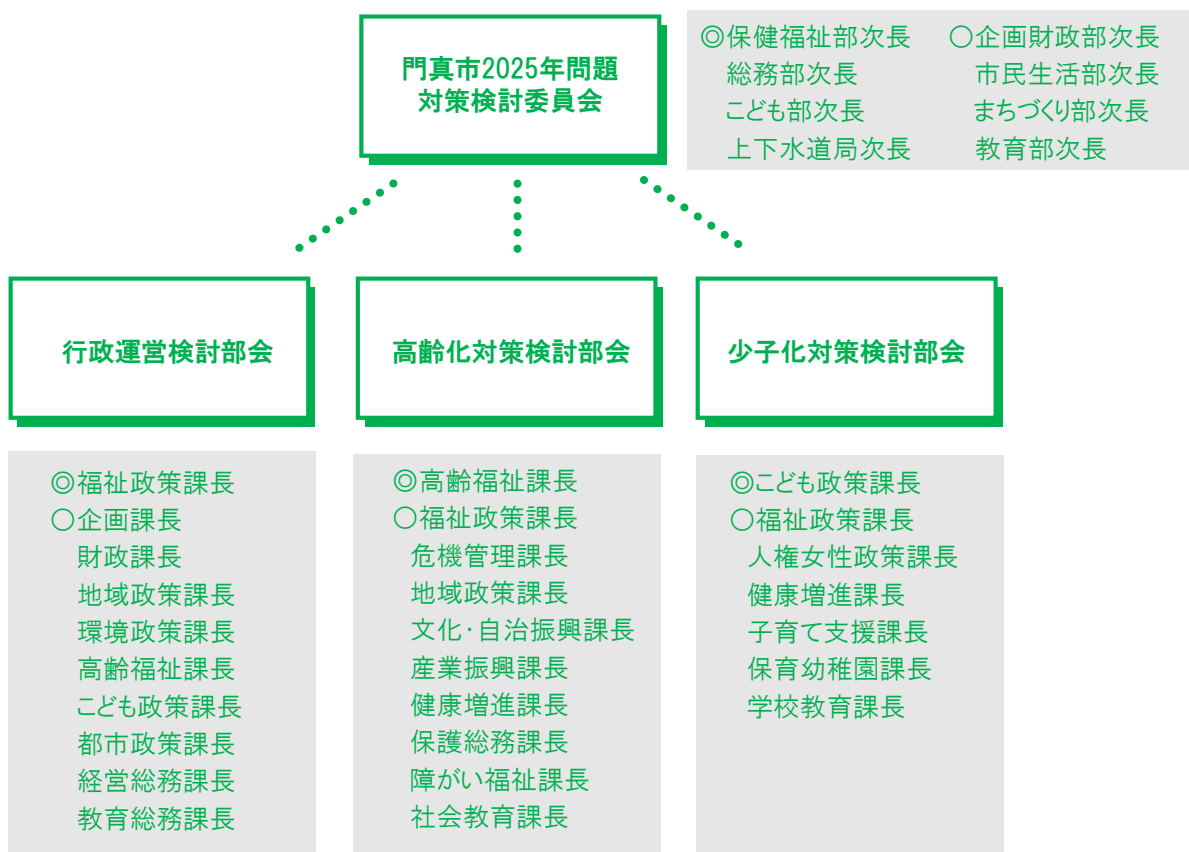 門真市2025年問題
対策検討委員会
◎保健福祉部次長 ○企画財政部次長
総務部次長 市民生活部次長
こども部次長 まちづくり部次長
上下水道局次長 教育部次長
行政運営検討部会
高齢化対策検討部会
少子化対策検討部会
◎福祉政策課長
○企画課長
財政課長
地域政策課長
環境政策課長
高齢福祉課長
こども政策課長
都市政策課長
経営総務課長
教育総務課長
◎高齢福祉課長
○福祉政策課長
危機管理課長
地域政策課長
文化・自治振興課長
産業振興課長
健康増進課長
保護総務課長
障がい福祉課長
社会教育課長
◎こども政策課長
○福祉政策課長
人権女性政策課長
健康増進課長
子育て支援課長
保育幼稚園課長
学校教育課長